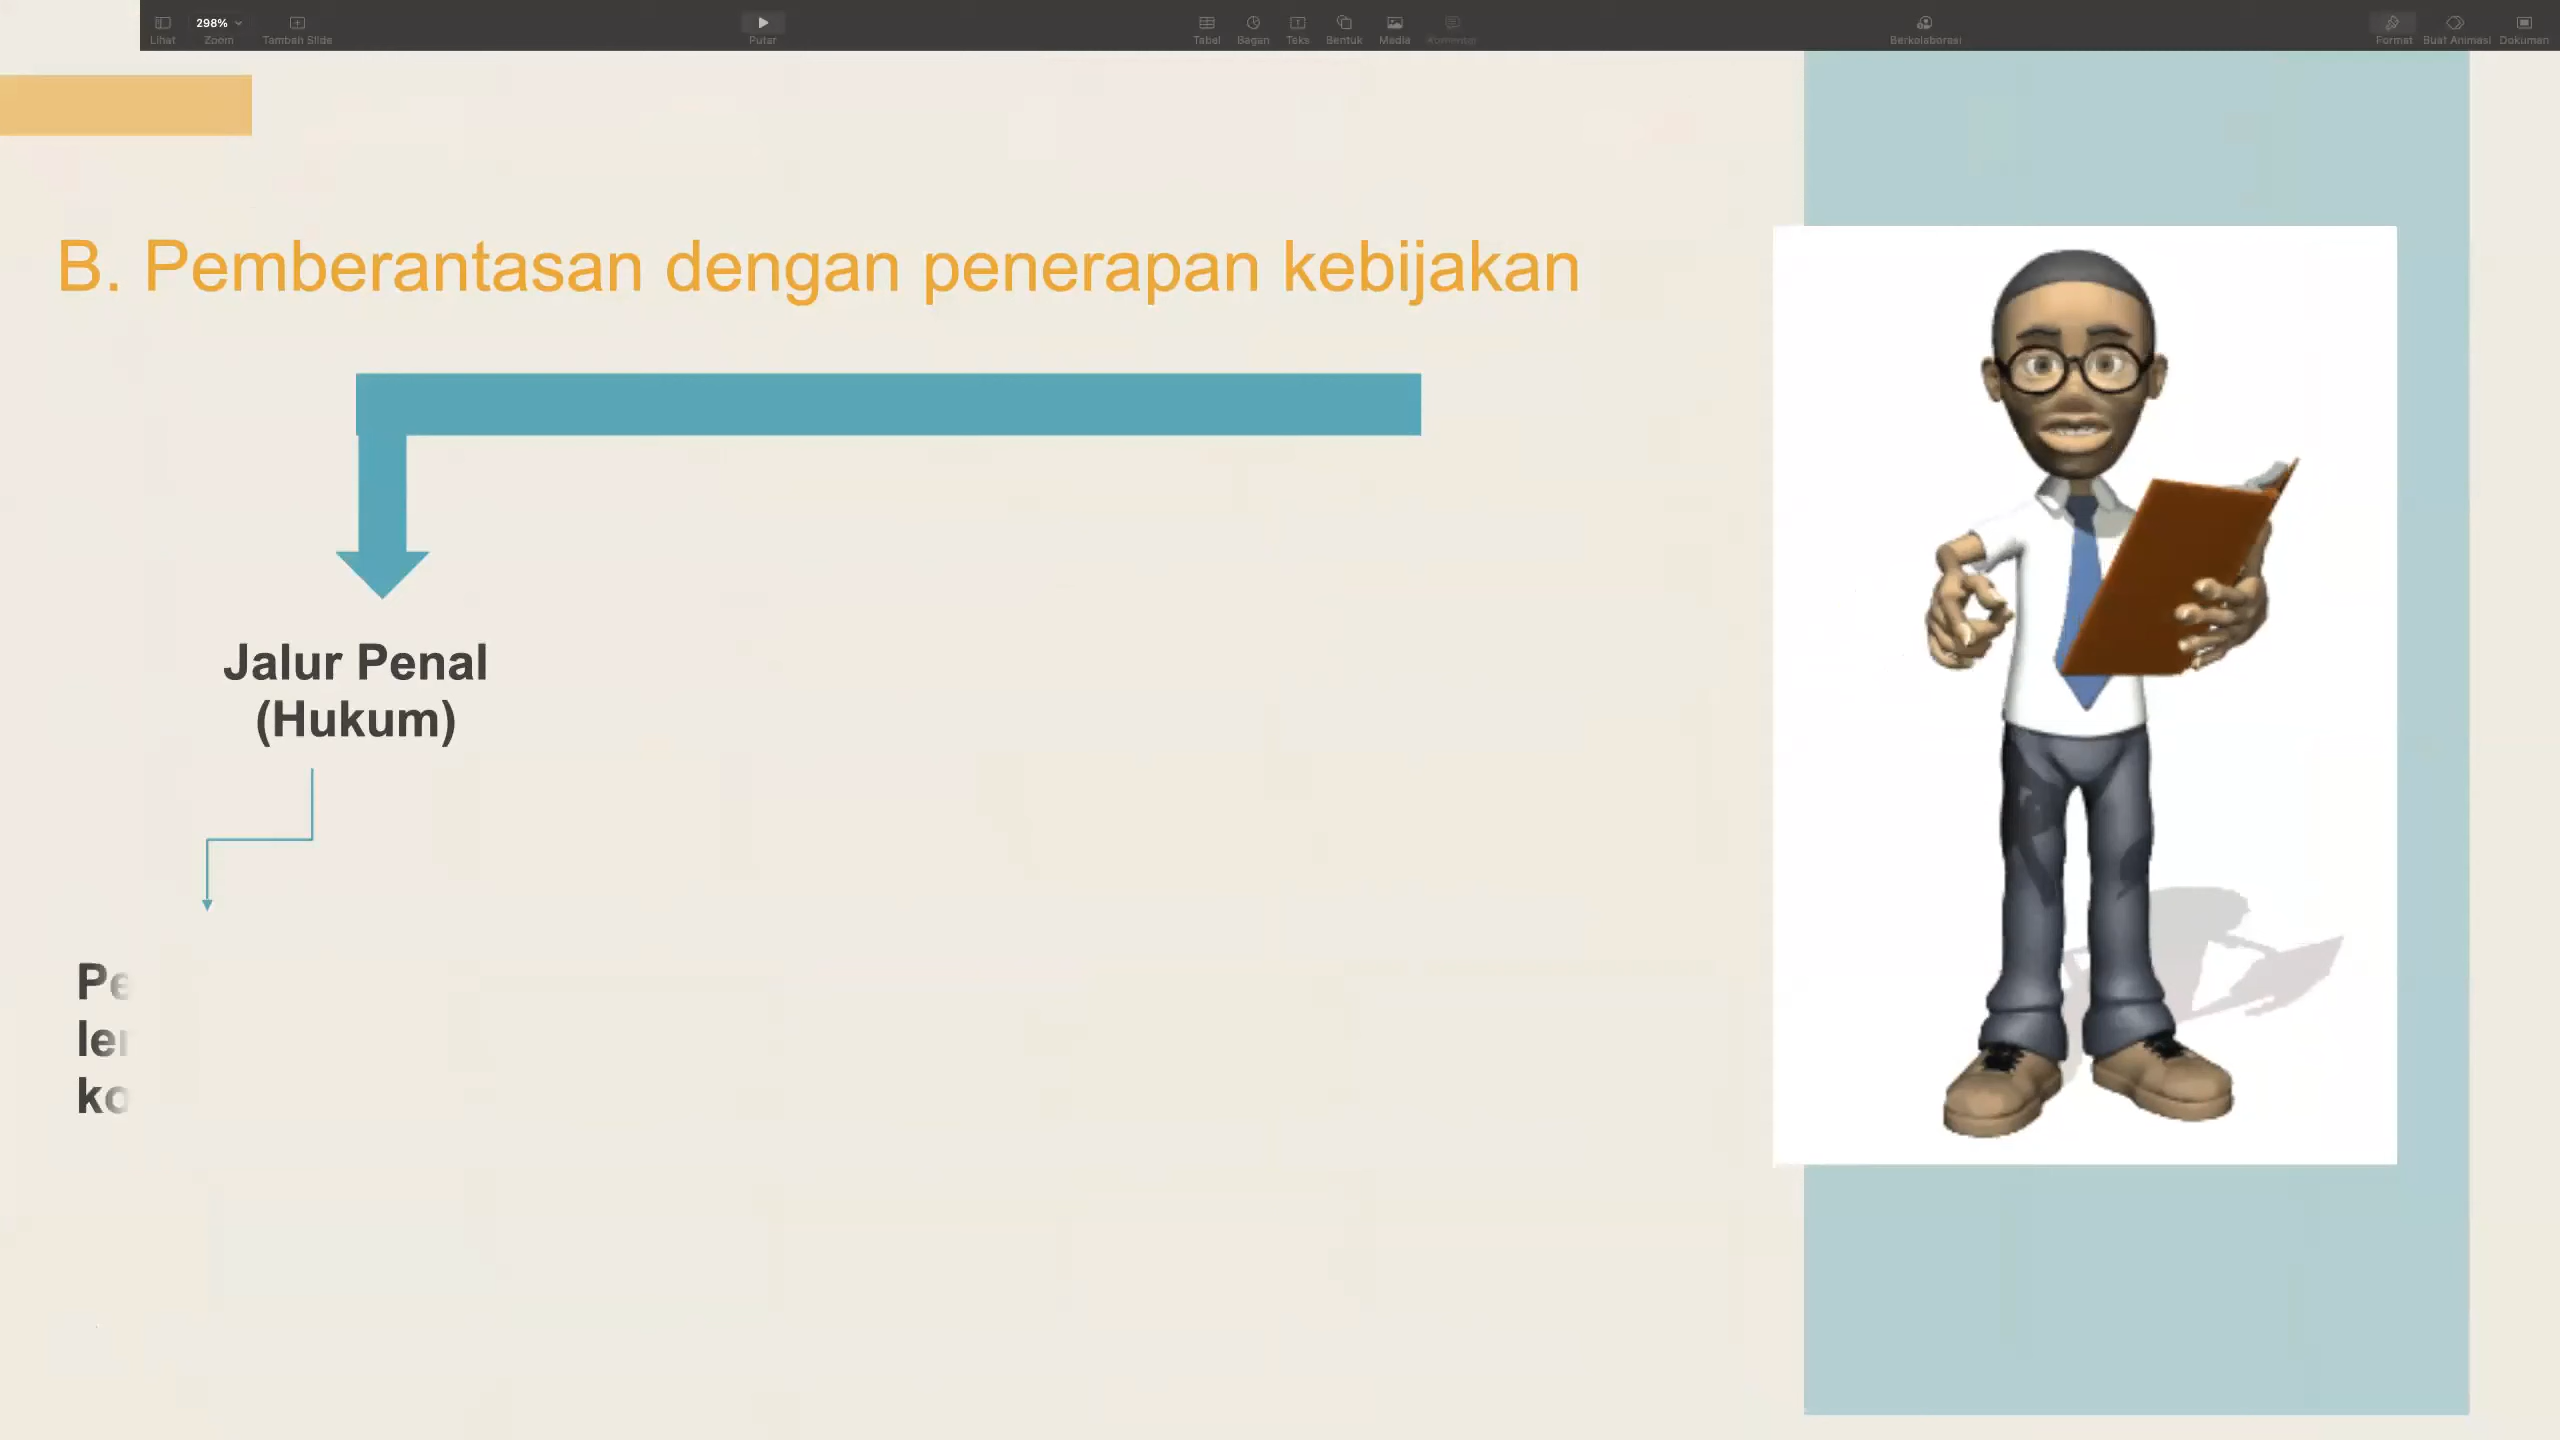 298%
Lihat
Zoom
Tambah Slide
Putar
Tabel
Bagan
Teks
Bentuk
Media
Komentar
Berkolaborasi
Format
Buat Animasi
Dokumen
B. Pemberantasan dengan penerapan kebijakan
Jalur Penal
(Hukum)